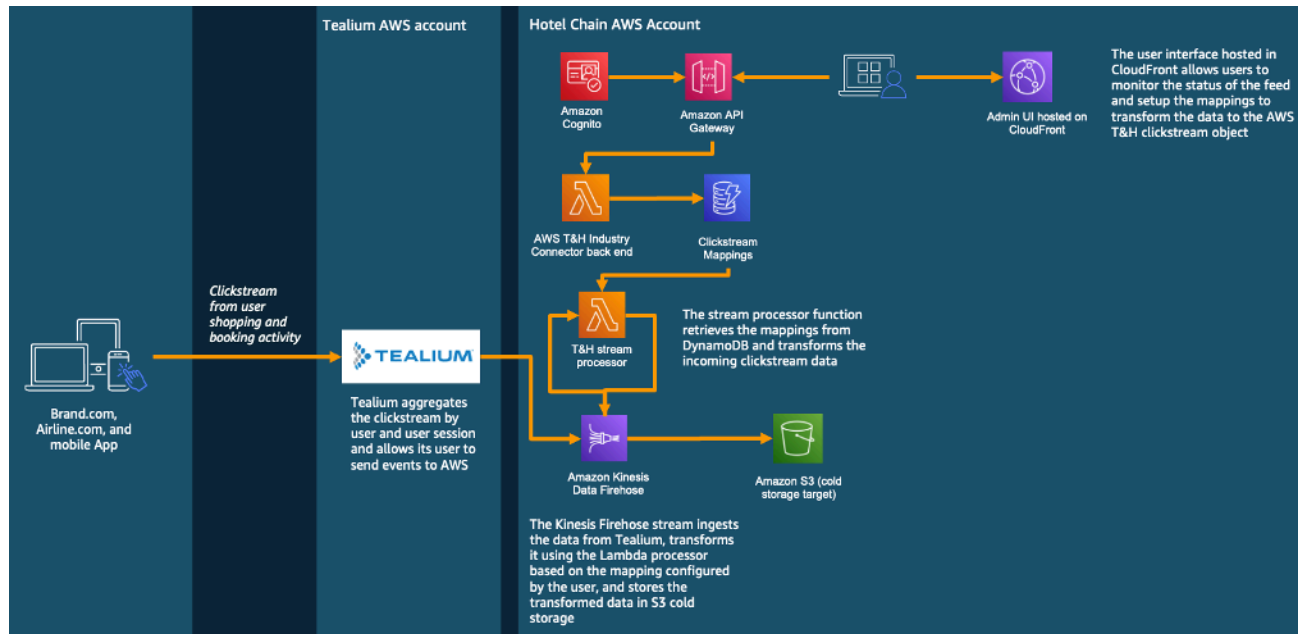 Tealium AWS account
Hotel Chain AWS Account
Amazon
Cognito
Amazon API
Gateway
Admin UI hosted on
CloudFront
The user interface hosted in
CloudFront allows users to
monitor the status of the feed
and setup the mappings to
transform the data to the AWS
T&H clickstream object
AWS T&H Industry
Connector back end
Clickstream
Mappings
Clickstream
from user
shopping and
booking activity
T&H stream
processor
The stream processor function
retrieves the mappings from
DynamoDB and transforms the
incoming clickstream data
Brand.com,
Airline.com, and
mobile App
TEALIUM
Tealium aggregates
the clickstream by
user and user session
and allows its user to
send events to AWS
Amazon Kinesis
Data Firehose
Amazon S3 (cold
storage target)
The Kinesis Firehose stream ingests
the data from Tealium, transforms
it using the Lambda processor
based on the mapping configured
by the user, and stores the
transformed data in S3 cold
storage